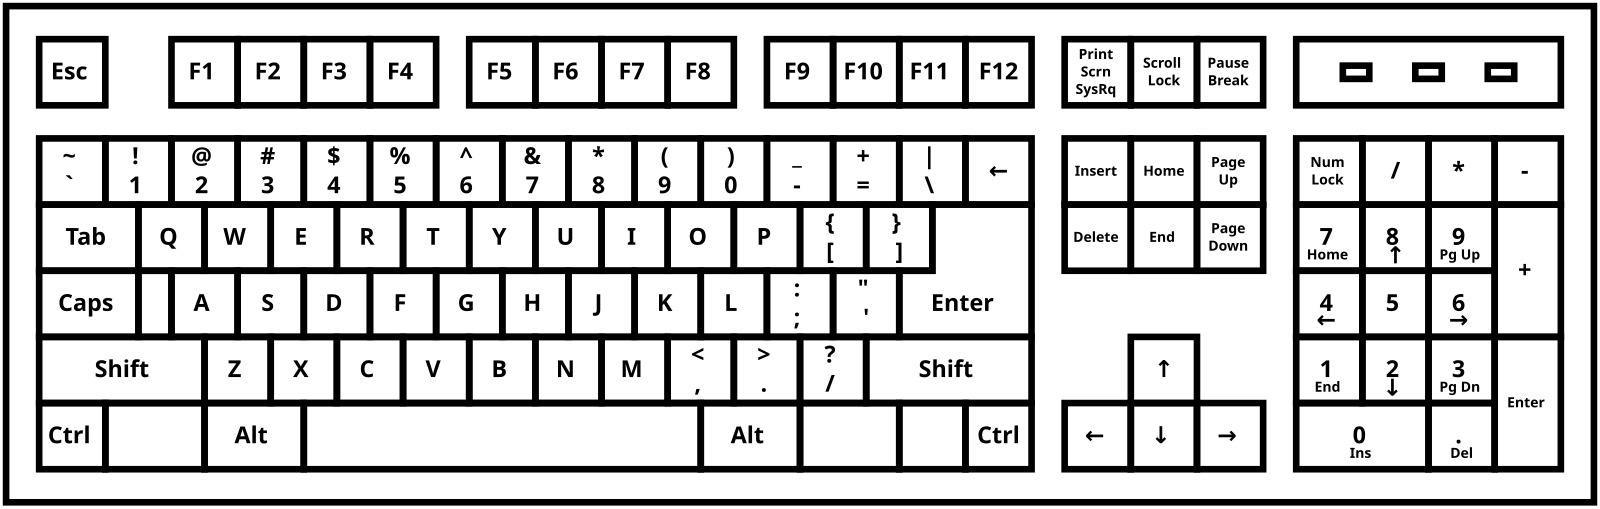 Esc F1 F2 F3 F4 F5 F6 F7 F8 F9 F10 F11 F12 Print Scrn SysRq Scroll Lock Pause Break
~ ` ! 1 @ 2 # 3 $ 4 % 5 ^ 6 & 7 * 8 ( 9 ) 0 _ - + = | \ ← Insert Home Page Up Num Lock / * -
Tab Q W E R T Y U I O P { [ } ] Delete End Page Down 7 Home 8 ↑ 9 Pg Up +
Caps A S D F G H J K L : ; " ' Enter 4 ← 5 6 →
Shift Z X C V B N M < , > . ? / Shift ↑ 1 End 2 ↓ 3 Pg Dn Enter
Ctrl Alt Alt Ctrl ← ↓ → 0 Ins . Del